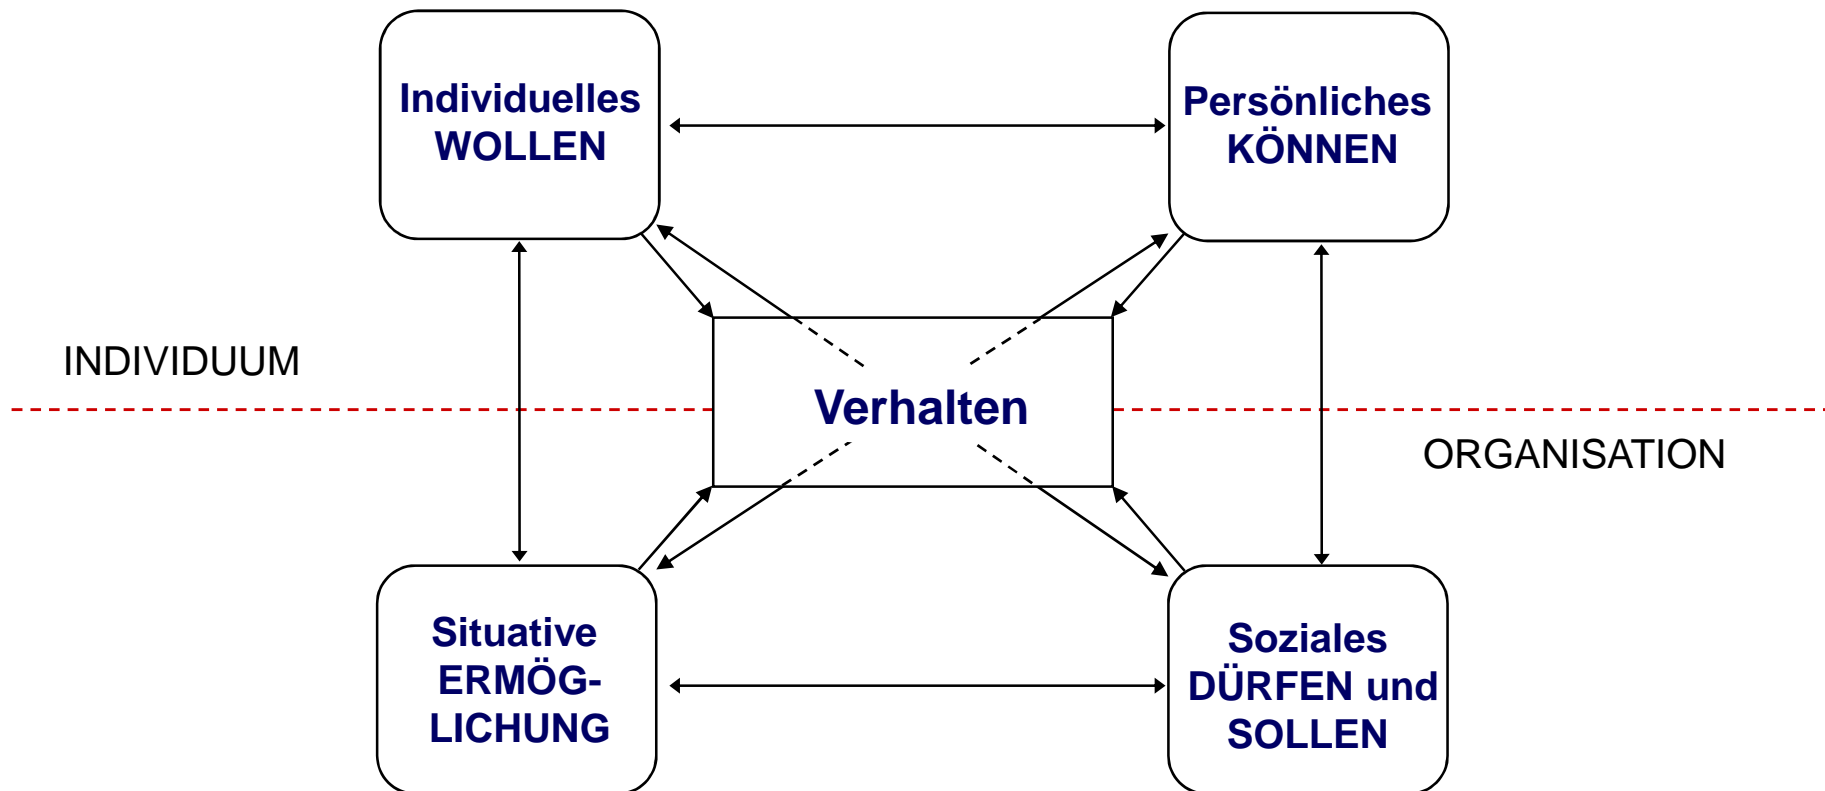 Individuelles
WOLLEN
Persönliches
KÖNNEN
INDIVIDUUM
Verhalten
ORGANISATION
Situative
ERMÖG-
LICHUNG
Soziales
DÜRFEN und
SOLLEN